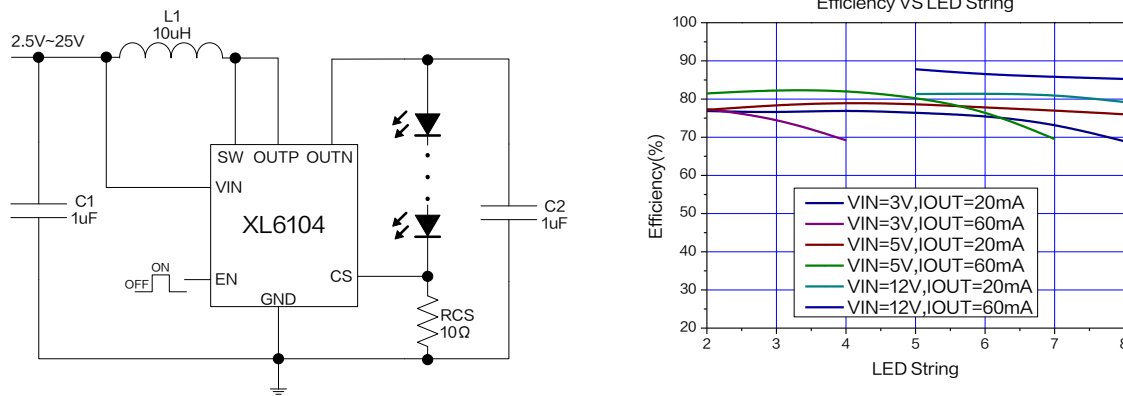 L1
10uH
2.5V~25V
SW
OUTP
OUTN
VIN
XL6104
EN
CS
GND
C1
1uF
C2
1uF
ON
OFF
RCS
10Ω
Efficiency VS LED String
Efficiency(%)
100
90
80
70
60
50
40
30
20
2
3
4
5
6
7
8
LED String
VIN=3V,IOUT=20mA
VIN=3V,IOUT=60mA
VIN=5V,IOUT=20mA
VIN=5V,IOUT=60mA
VIN=12V,IOUT=20mA
VIN=12V,IOUT=60mA